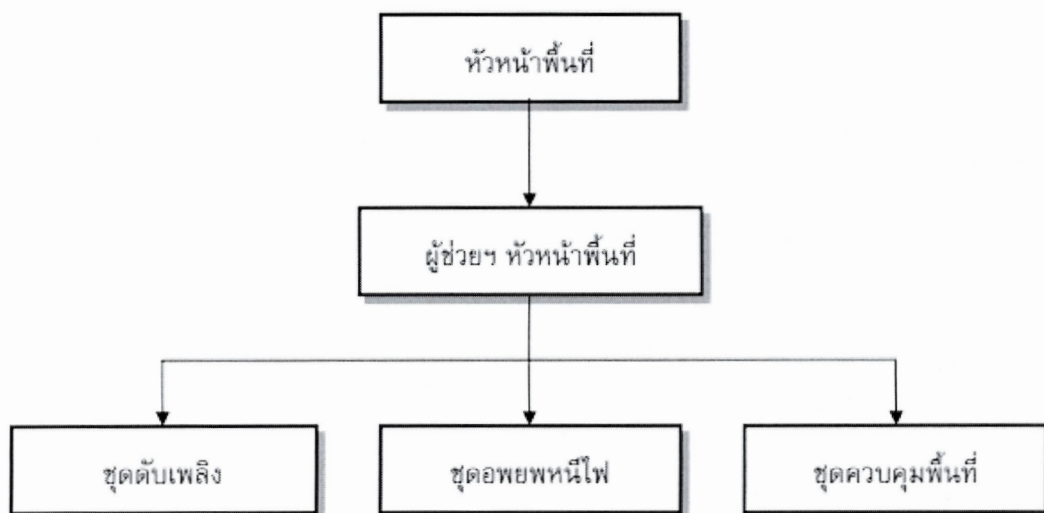 หัวหน้าพื้นที่
ผู้ช่วยฯ หัวหน้าพื้นที่
ชุดดับเพลิง
ชุดอพยพหนีไฟ
ชุดควบคุมพื้นที่